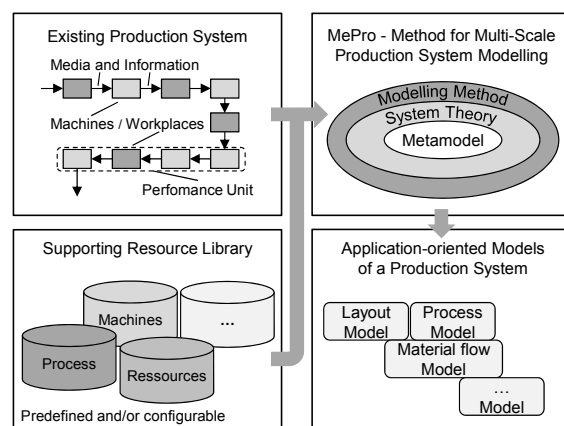 Existing Production System
Media and Information
Machines / Workplaces
Perfomance Unit
MePro - Method for Multi-Scale
Production System Modelling
Modelling Method
System Theory
Metamodel
Supporting Resource Library
Machines
...
Process
Ressources
Predefined and/or configurable
Application-oriented Models
of a Production System
Layout
Model
Process
Model
Material flow
Model
...
Model